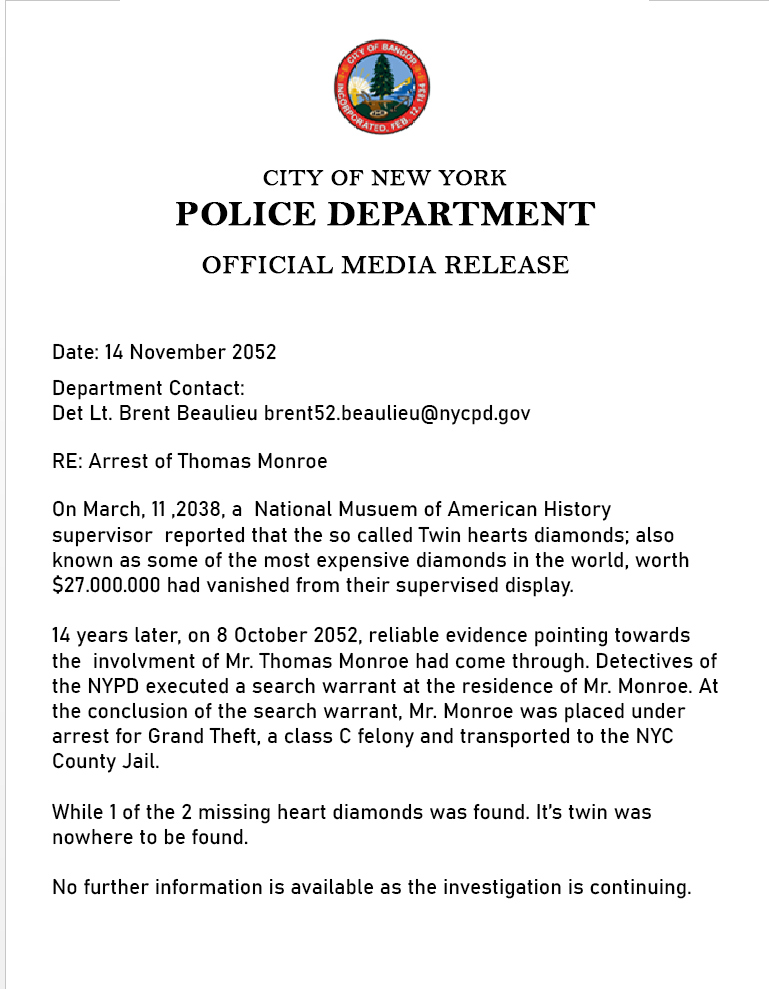 CITY OF BANGOR
INCORPORATED, FEB. 12, 1834
CITY OF NEW YORK
POLICE DEPARTMENT
OFFICIAL MEDIA RELEASE
Date: 14 November 2052
Department Contact:
Det Lt. Brent Beaulieu brent52.beaulieu@nycpd.gov
RE: Arrest of Thomas Monroe
On March, 11 ,2038, a  National Musuem of American History
supervisor  reported that the so called Twin hearts diamonds; also
known as some of the most expensive diamonds in the world, worth
$27.000.000 had vanished from their supervised display.
14 years later, on 8 October 2052, reliable evidence pointing towards
the  involvment of Mr. Thomas Monroe had come through. Detectives of
the NYPD executed a search warrant at the residence of Mr. Monroe. At
the conclusion of the search warrant, Mr. Monroe was placed under
arrest for Grand Theft, a class C felony and transported to the NYC
County Jail.
While 1 of the 2 missing heart diamonds was found. It's twin was
nowhere to be found.
No further information is available as the investigation is continuing.